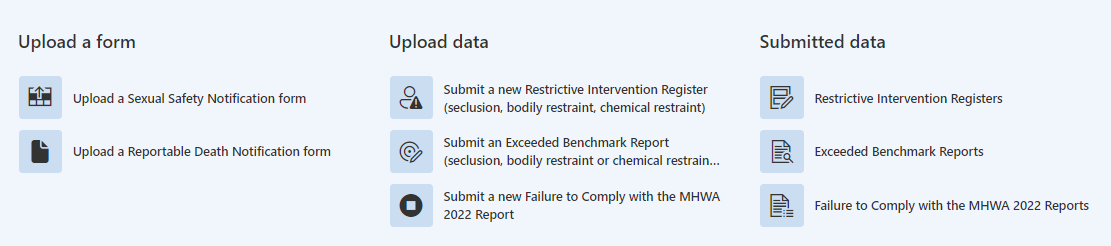 Upload a form
Upload a Sexual Safety Notification form
Upload a Reportable Death Notification form
Upload data
Submit a new Restrictive Intervention Register
(seclusion, bodily restraint, chemical restraint)
Submit an Exceeded Benchmark Report
(seclusion, bodily restraint or chemical restrain...
Submit a new Failure to Comply with the MHWA
2022 Report
Submitted data
Restrictive Intervention Registers
Exceeded Benchmark Reports
Failure to Comply with the MHWA 2022 Reports